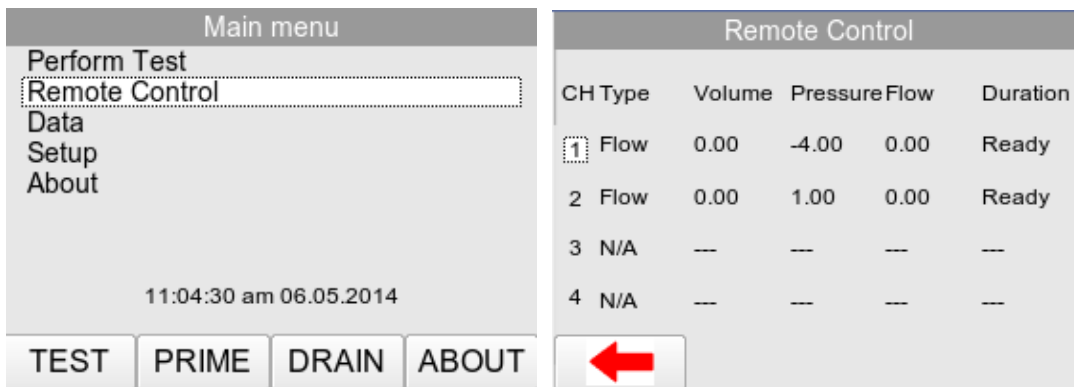 Main menu
Perform Test
Remote Control
Data
Setup
About
11:04:30 am 06.05.2014
TEST PRIME DRAIN ABOUT
Remote Control
CH Type Volume Pressure Flow Duration
1 Flow 0.00 -4.00 0.00 Ready
2 Flow 0.00 1.00 0.00 Ready
3 N/A --- --- --- ---
4 N/A --- --- --- ---